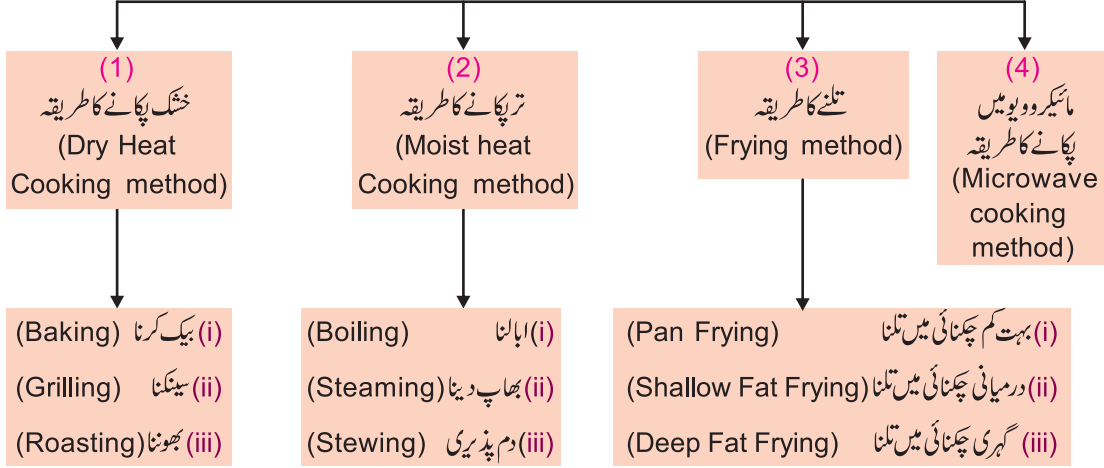 (1)
خشک پکانے کا طریقہ
(Dry Heat
Cooking method)
(2)
تر پکانے کا طریقہ
(Moist heat
Cooking method)
(3)
تلنے کا طریقہ
(Frying method)
(4)
مائیکروویو میں
پکانے کا طریقہ
(Microwave
cooking
method)
(i) بیک کرنا (Baking)
(ii) سینکنا (Grilling)
(iii) بھوننا (Roasting)
(i) ابالنا (Boiling)
(ii) بھاپ دینا (Steaming)
(iii) دم پذیری (Stewing)
(i) بہت کم چکنائی میں تلنا (Pan Frying)
(ii) درمیانی چکنائی میں تلنا (Shallow Fat Frying)
(iii) گہری چکنائی میں تلنا (Deep Fat Frying)